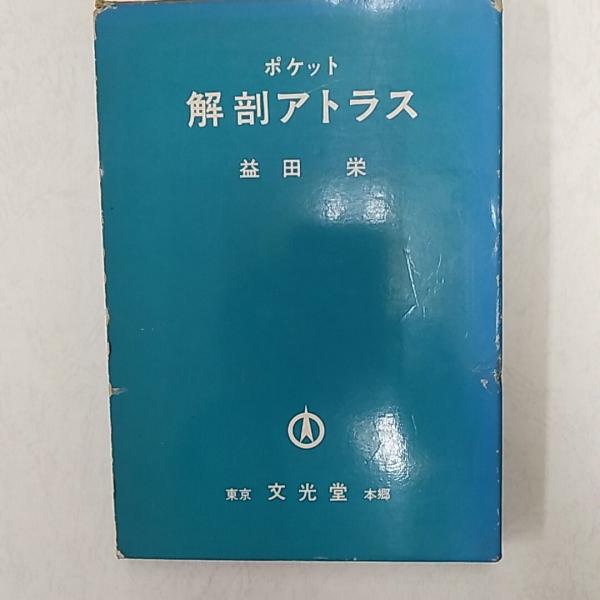 ポケット
解剖アトラス
益田 栄
東京 文光堂 本郷